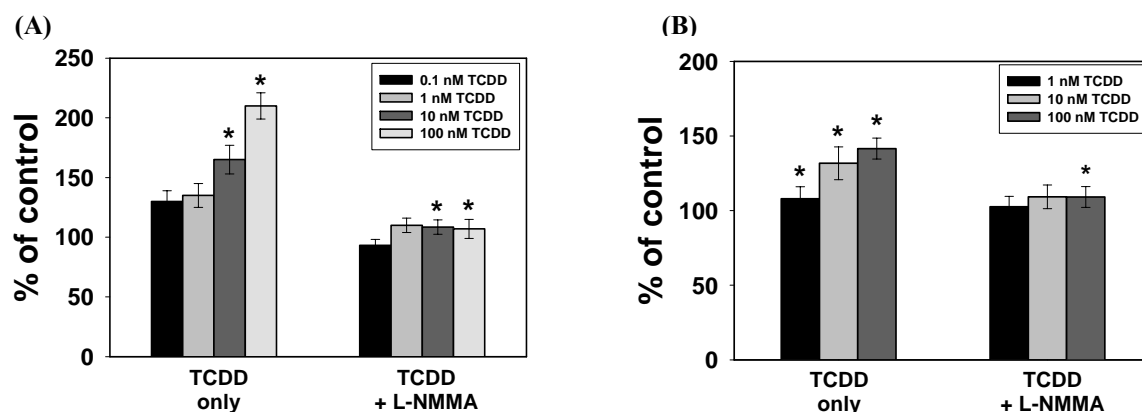 (A)
% of control
250
200
150
100
50
0
0.1 nM TCDD
1 nM TCDD
10 nM TCDD
100 nM TCDD
*
*
*
*
TCDD
only
TCDD
+ L-NMMA
(B)
% of control
200
150
100
50
0
1 nM TCDD
10 nM TCDD
100 nM TCDD
*
*
*
*
TCDD
only
TCDD
+ L-NMMA